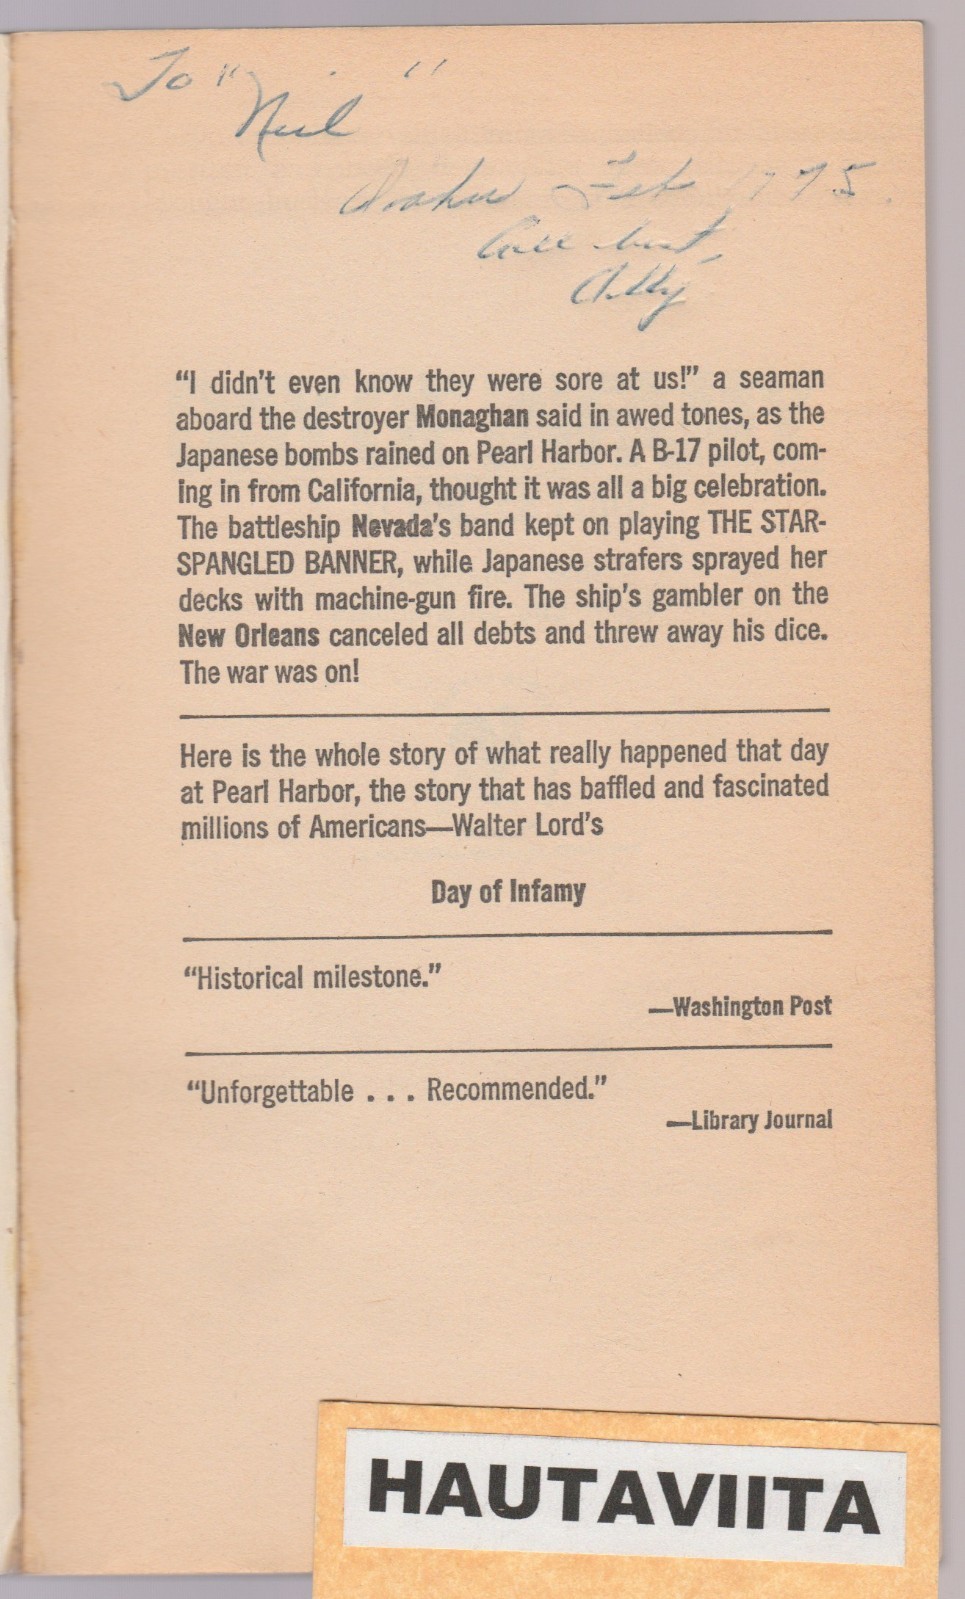 To "Neil"
Feb 1975.
All best,
"I didn't even know they were sore at us!" a seaman
aboard the destroyer Monaghan said in awed tones, as the
Japanese bombs rained on Pearl Harbor. A B-17 pilot, com-
ing in from California, thought it was all a big celebration.
The battleship Nevada's band kept on playing THE STAR-
SPANGLED BANNER, while Japanese strafers sprayed her
decks with machine-gun fire. The ship's gambler on the
New Orleans canceled all debts and threw away his dice.
The war was on!
Here is the whole story of what really happened that day
at Pearl Harbor, the story that has baffled and fascinated
millions of Americans—Walter Lord's
Day of Infamy
"Historical milestone."
—Washington Post
"Unforgettable . . . Recommended."
—Library Journal
HAUTAVIITA